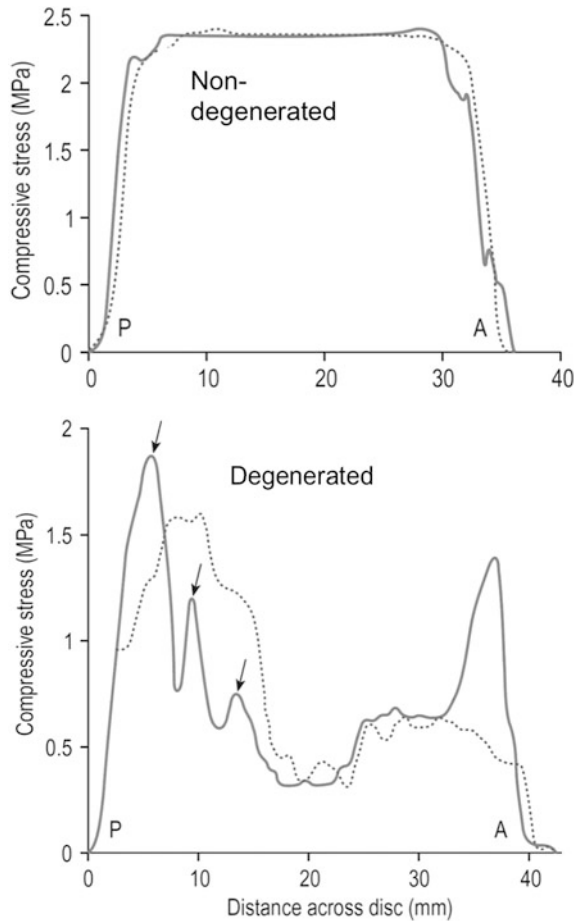 2.5
2
1.5
1
0.5
0
Compressive stress (MPa)
Non-
degenerated
P
A
0
10
20
30
40
2
1.5
1
0.5
0
Compressive stress (MPa)
Degenerated
P
A
0
10
20
30
40
Distance across disc (mm)